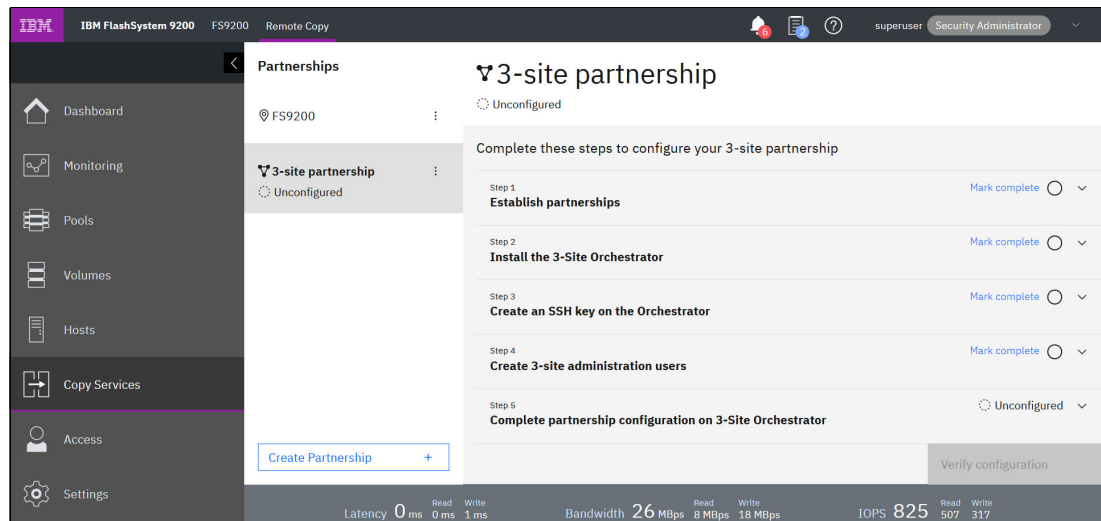 IBM IBM FlashSystem 9200 FS9200 Remote Copy 6 2 superuser Security Administrator
Partnerships
3-site partnership
Unconfigured
Dashboard
FS9200
Complete these steps to configure your 3-site partnership
Monitoring
3-site partnership
Unconfigured
Step 1
Establish partnerships
Mark complete
Pools
Step 2
Install the 3-Site Orchestrator
Mark complete
Volumes
Step 3
Create an SSH key on the Orchestrator
Mark complete
Hosts
Step 4
Create 3-site administration users
Mark complete
Copy Services
Step 5
Complete partnership configuration on 3-Site Orchestrator
Unconfigured
Access
Create Partnership +
Verify configuration
Settings
Latency 0 ms Read 0 ms Write 1 ms Bandwidth 26 MBps Read 8 MBps Write 18 MBps IOPS 825 Read 507 Write 317